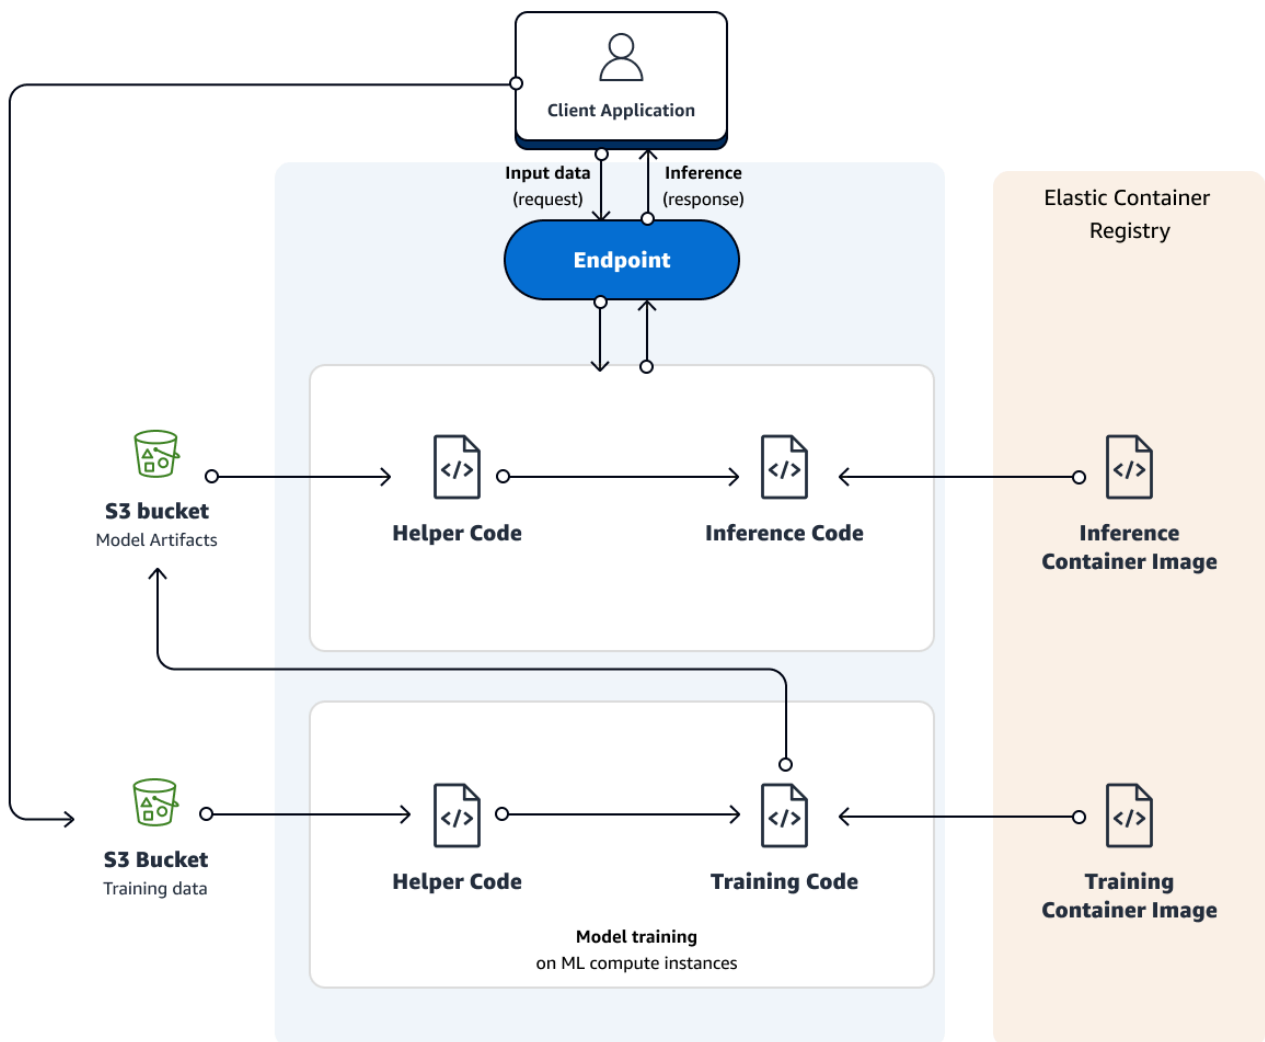 Client Application
Input data
(request)
Inference
(response)
Elastic Container
Registry
Endpoint
</>
</>
</>
S3 bucket
Model Artifacts
Helper Code
Inference Code
Inference
Container Image
</>
</>
</>
S3 Bucket
Training data
Helper Code
Training Code
Training
Container Image
Model training
on ML compute instances